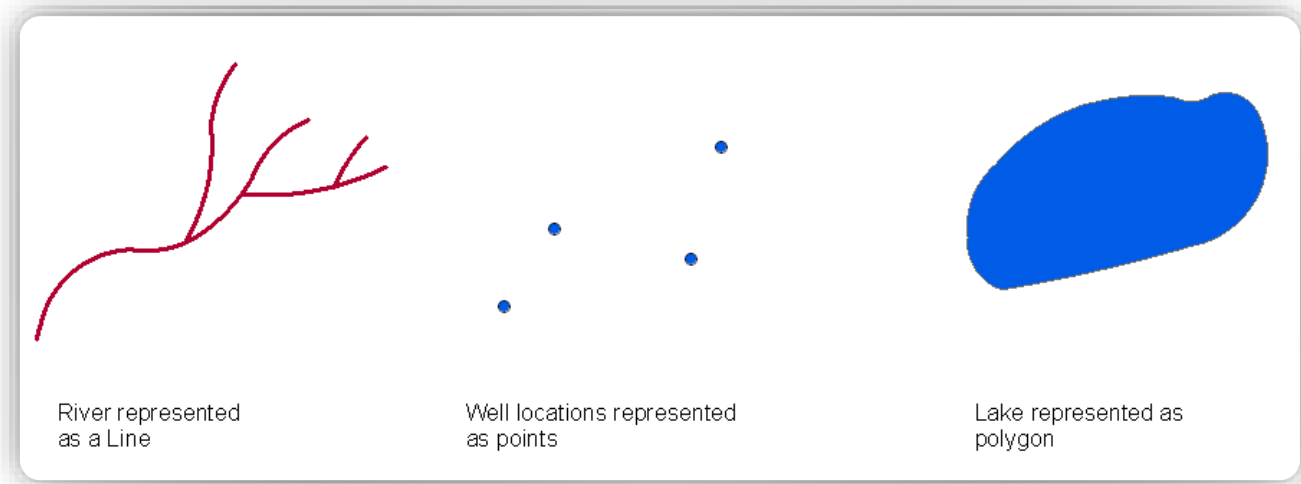 River represented
as a Line
Well locations represented
as points
Lake represented as
polygon